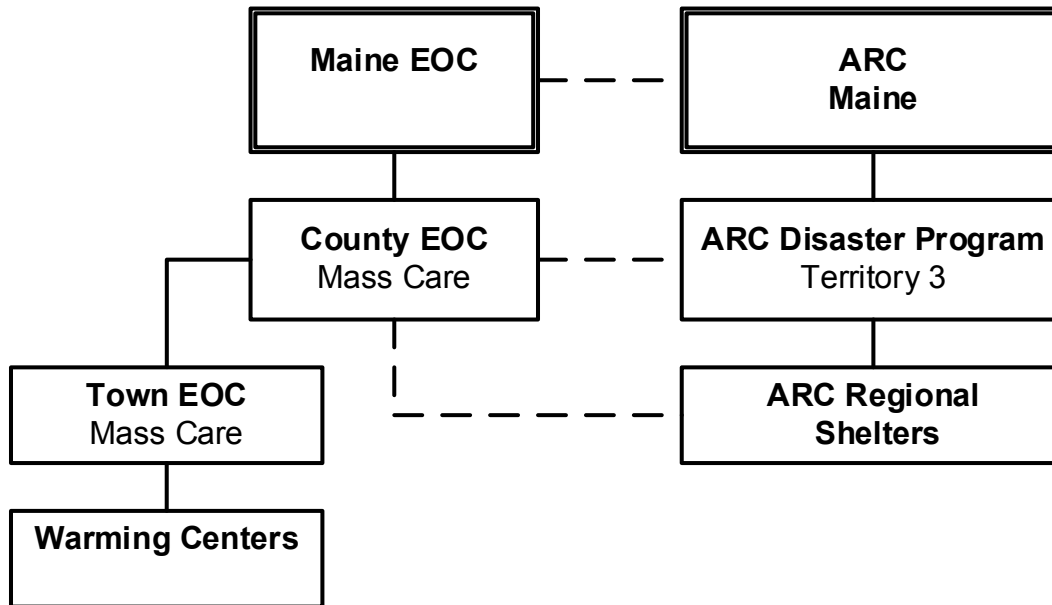 Maine EOC
ARC
Maine
County EOC
Mass Care
ARC Disaster Program
Territory 3
Town EOC
Mass Care
ARC Regional
Shelters
Warming Centers